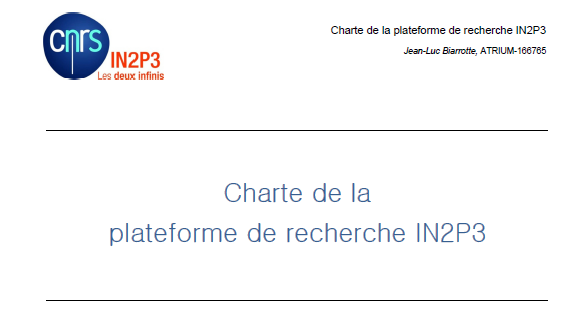 cnrs
IN2P3
Les deux infinis
Charte de la plateforme de recherche IN2P3
Jean-Luc Biarrotte, ATRIUM-166765
Charte de la
plateforme de recherche IN2P3